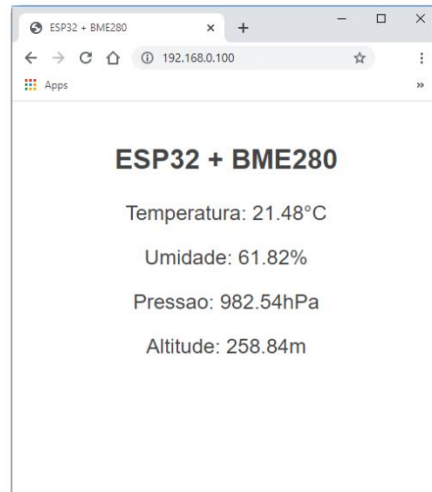 ESP32 + BME280
192.168.0.100
Apps
ESP32 + BME280
Temperatura: 21.48°C
Umidade: 61.82%
Pressao: 982.54hPa
Altitude: 258.84m